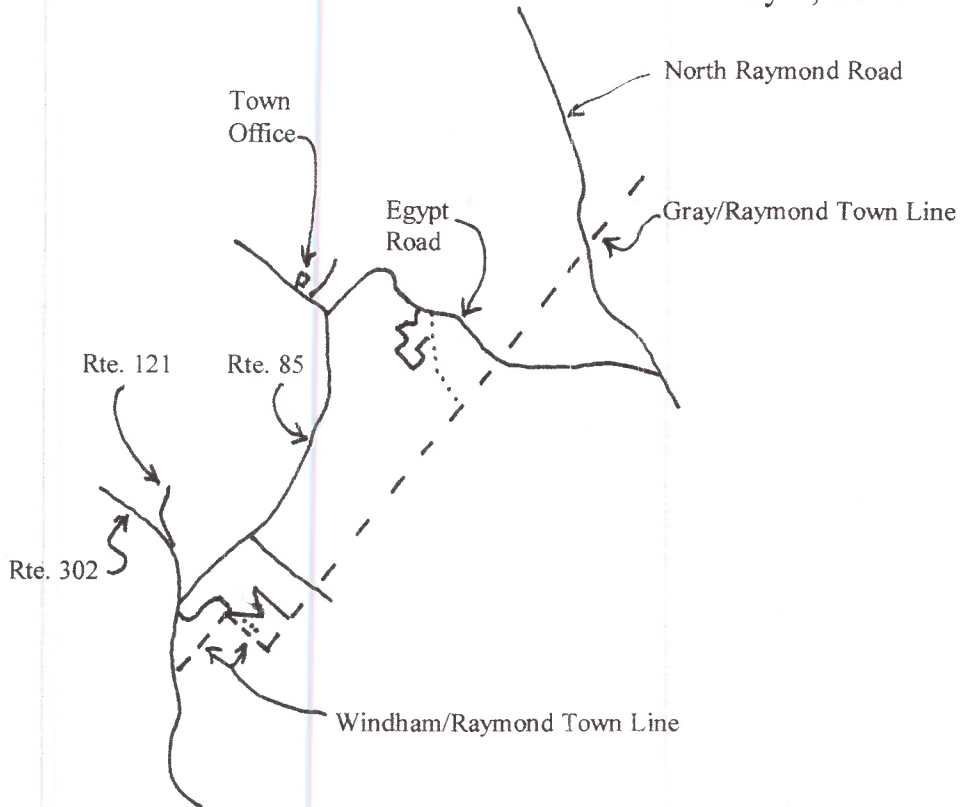 North Raymond Road
Town
Office
Egypt
Road
Gray/Raymond Town Line
Rte. 121
Rte. 85
Rte. 302
Windham/Raymond Town Line